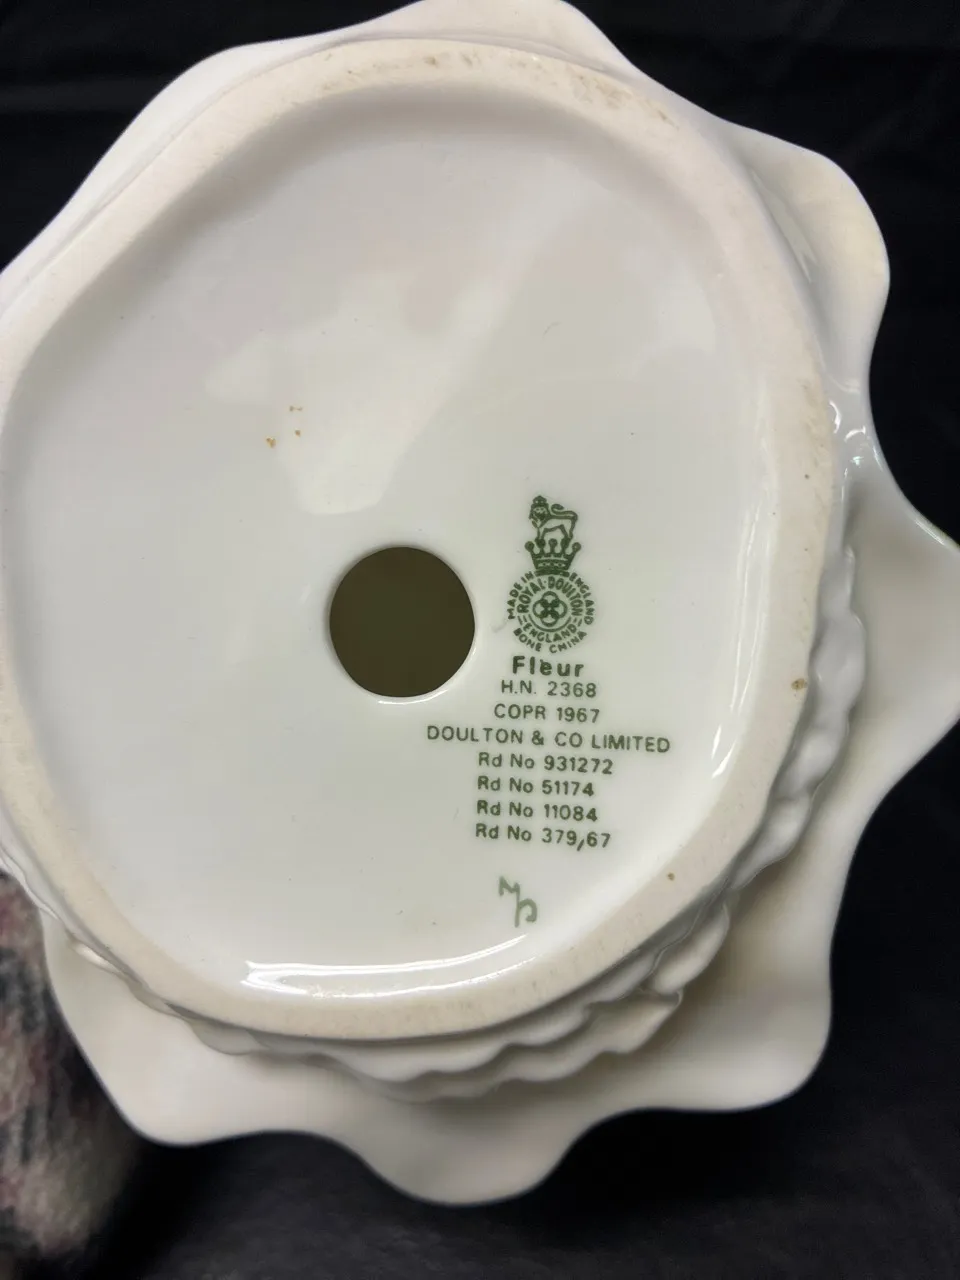 MADE IN ENGLAND
ROYAL·DOULTON
ENGLAND
BONE CHINA
Fleur
H.N. 2368
COPR 1967
DOULTON & CO LIMITED
Rd No 931272
Rd No 51174
Rd No 11084
Rd No 379/67